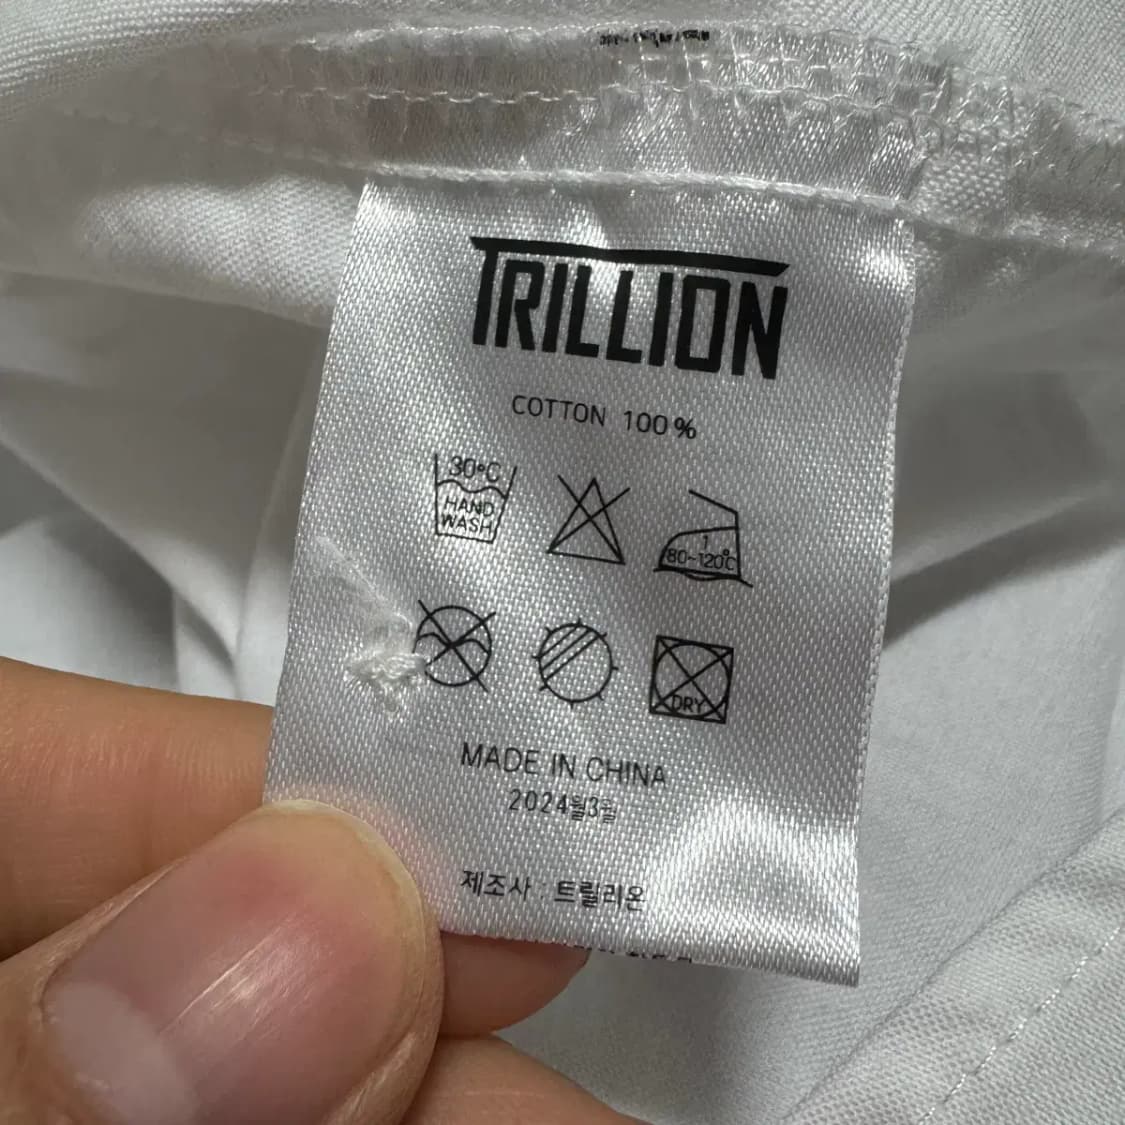 TRILLION
COTTON 100%
30°C
HAND
WASH
1
80~120℃
DRY
MADE IN CHINA
2024월3월
제조사 : 트릴리온